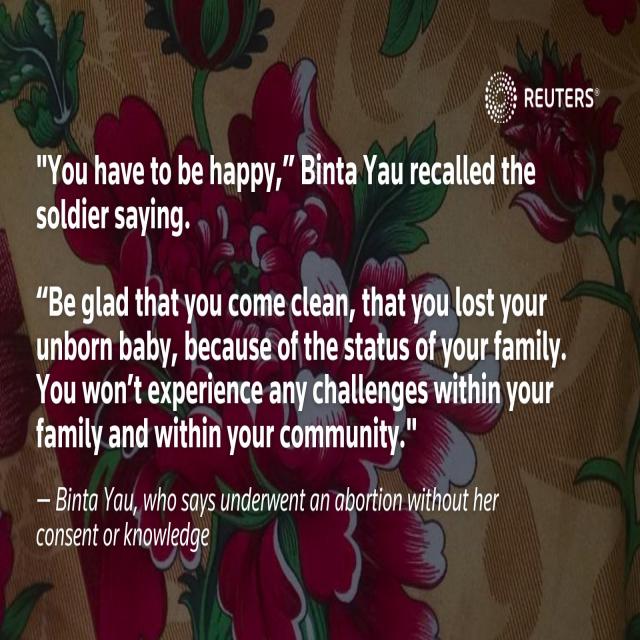 REUTERS®
"You have to be happy,” Binta Yau recalled the
soldier saying.
“Be glad that you come clean, that you lost your
unborn baby, because of the status of your family.
You won’t experience any challenges within your
family and within your community."
– Binta Yau, who says underwent an abortion without her
consent or knowledge